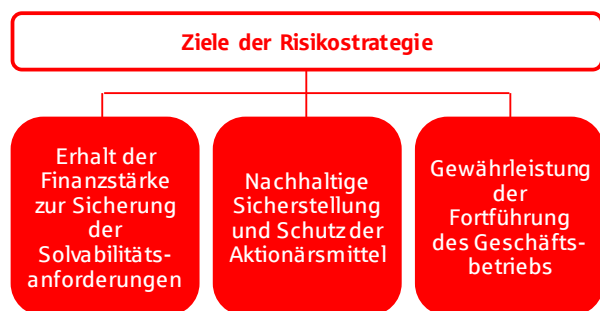 Ziele der Risikostrategie
Erhalt der
Finanzstärke
zur Sicherung
der
Solvabilitäts-
anforderungen
Nachhaltige
Sicherstellung
und Schutz der
Aktionärsmittel
Gewährleistung
der
Fortführung
des Geschäfts-
betriebs